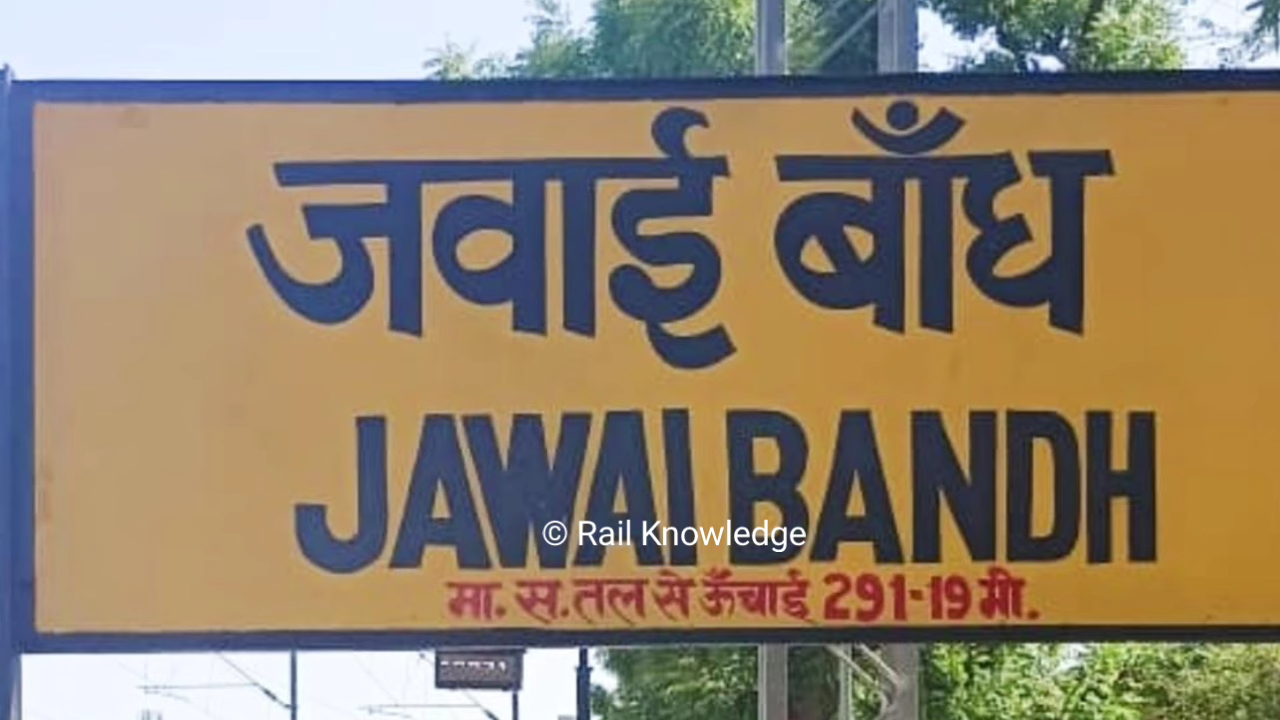 जवाई बाँध
JAWAI BANDH
© Rail Knowledge
मा. स. तल से ऊँचाई 291-19 मी.